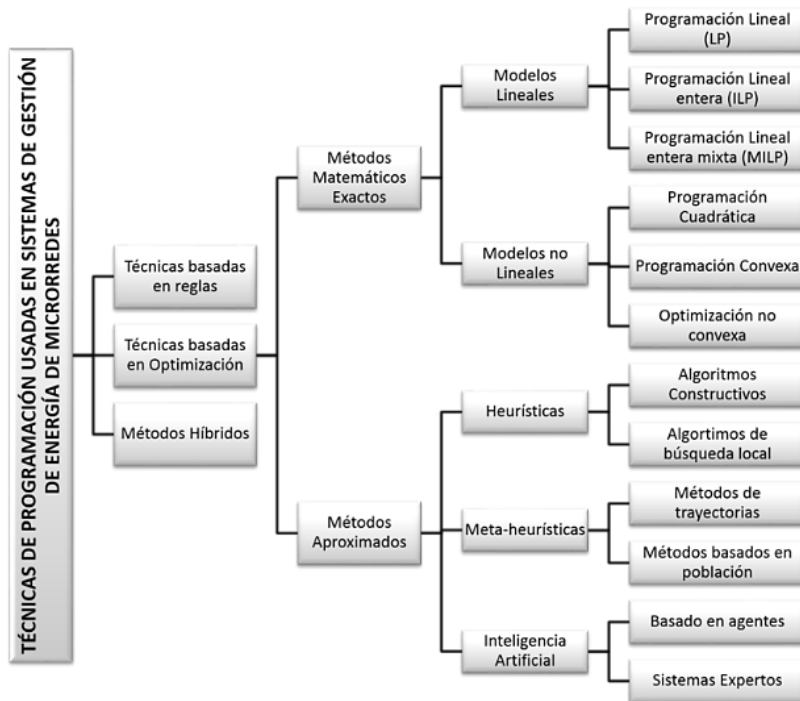 TÉCNICAS DE PROGRAMACIÓN USADAS EN SISTEMAS DE GESTIÓN
DE ENERGÍA DE MICRORREDES
Técnicas basadas
en reglas
Técnicas basadas
en Optimización
Métodos Híbridos
Métodos
Matemáticos
Exactos
Modelos
Lineales
Programación Lineal
(LP)
Programación Lineal
entera (ILP)
Programación Lineal
entera mixta (MILP)
Modelos no
Lineales
Programación
Cuadrática
Programación Convexa
Optimización no
convexa
Métodos
Aproximados
Heurísticas
Algoritmos
Constructivos
Algortimos de
búsqueda local
Meta-heurísticas
Métodos de
trayectorias
Métodos basados en
población
Inteligencia
Artificial
Basado en agentes
Sistemas Expertos